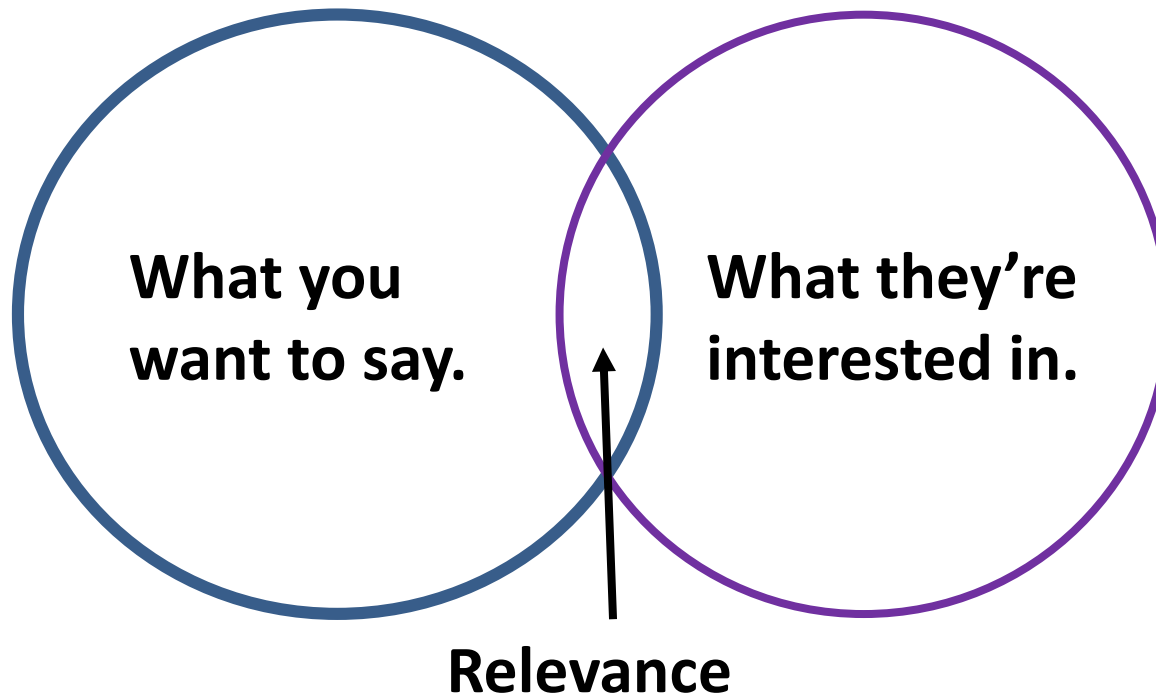 What you
want to say.
What they’re
interested in.
Relevance